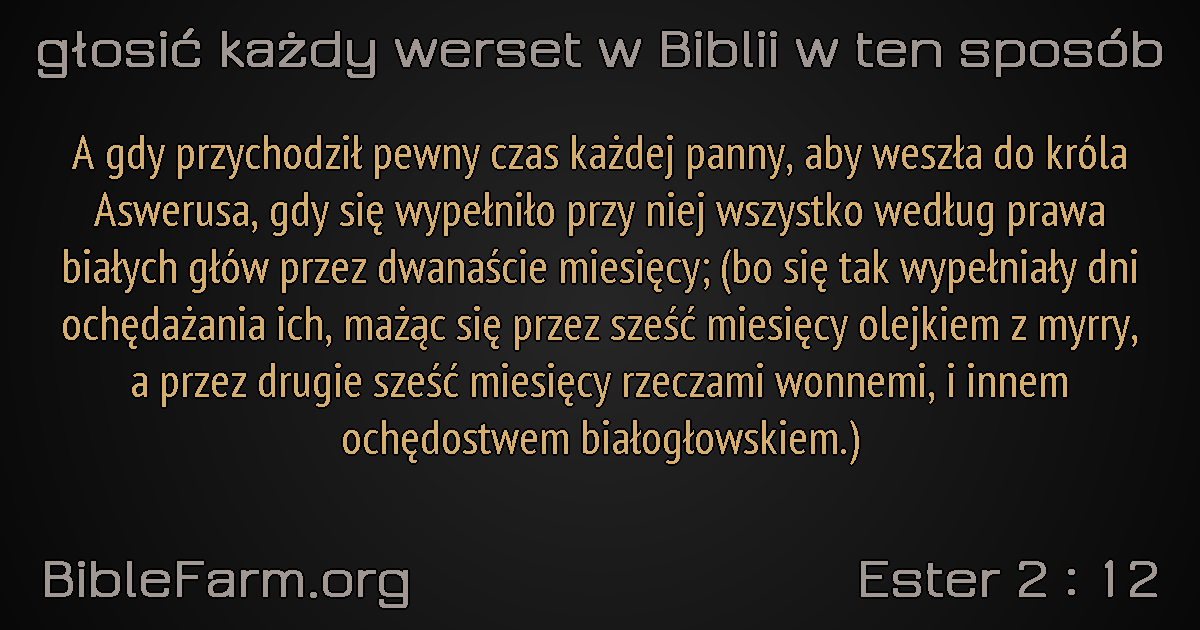 głosić każdy werset w Biblii w ten sposób
A gdy przychodził pewny czas każdej panny, aby weszła do króla
Aswerusa, gdy się wypełniło przy niej wszystko według prawa
białych głów przez dwanaście miesięcy; (bo się tak wypełniały dni
ochędażania ich, mażąc się przez sześć miesięcy olejkiem z myrry,
a przez drugie sześć miesięcy rzeczami wonnemi, i innem
ochędostwem białogłowskiem.)
BibleFarm.org
Ester 2 : 12